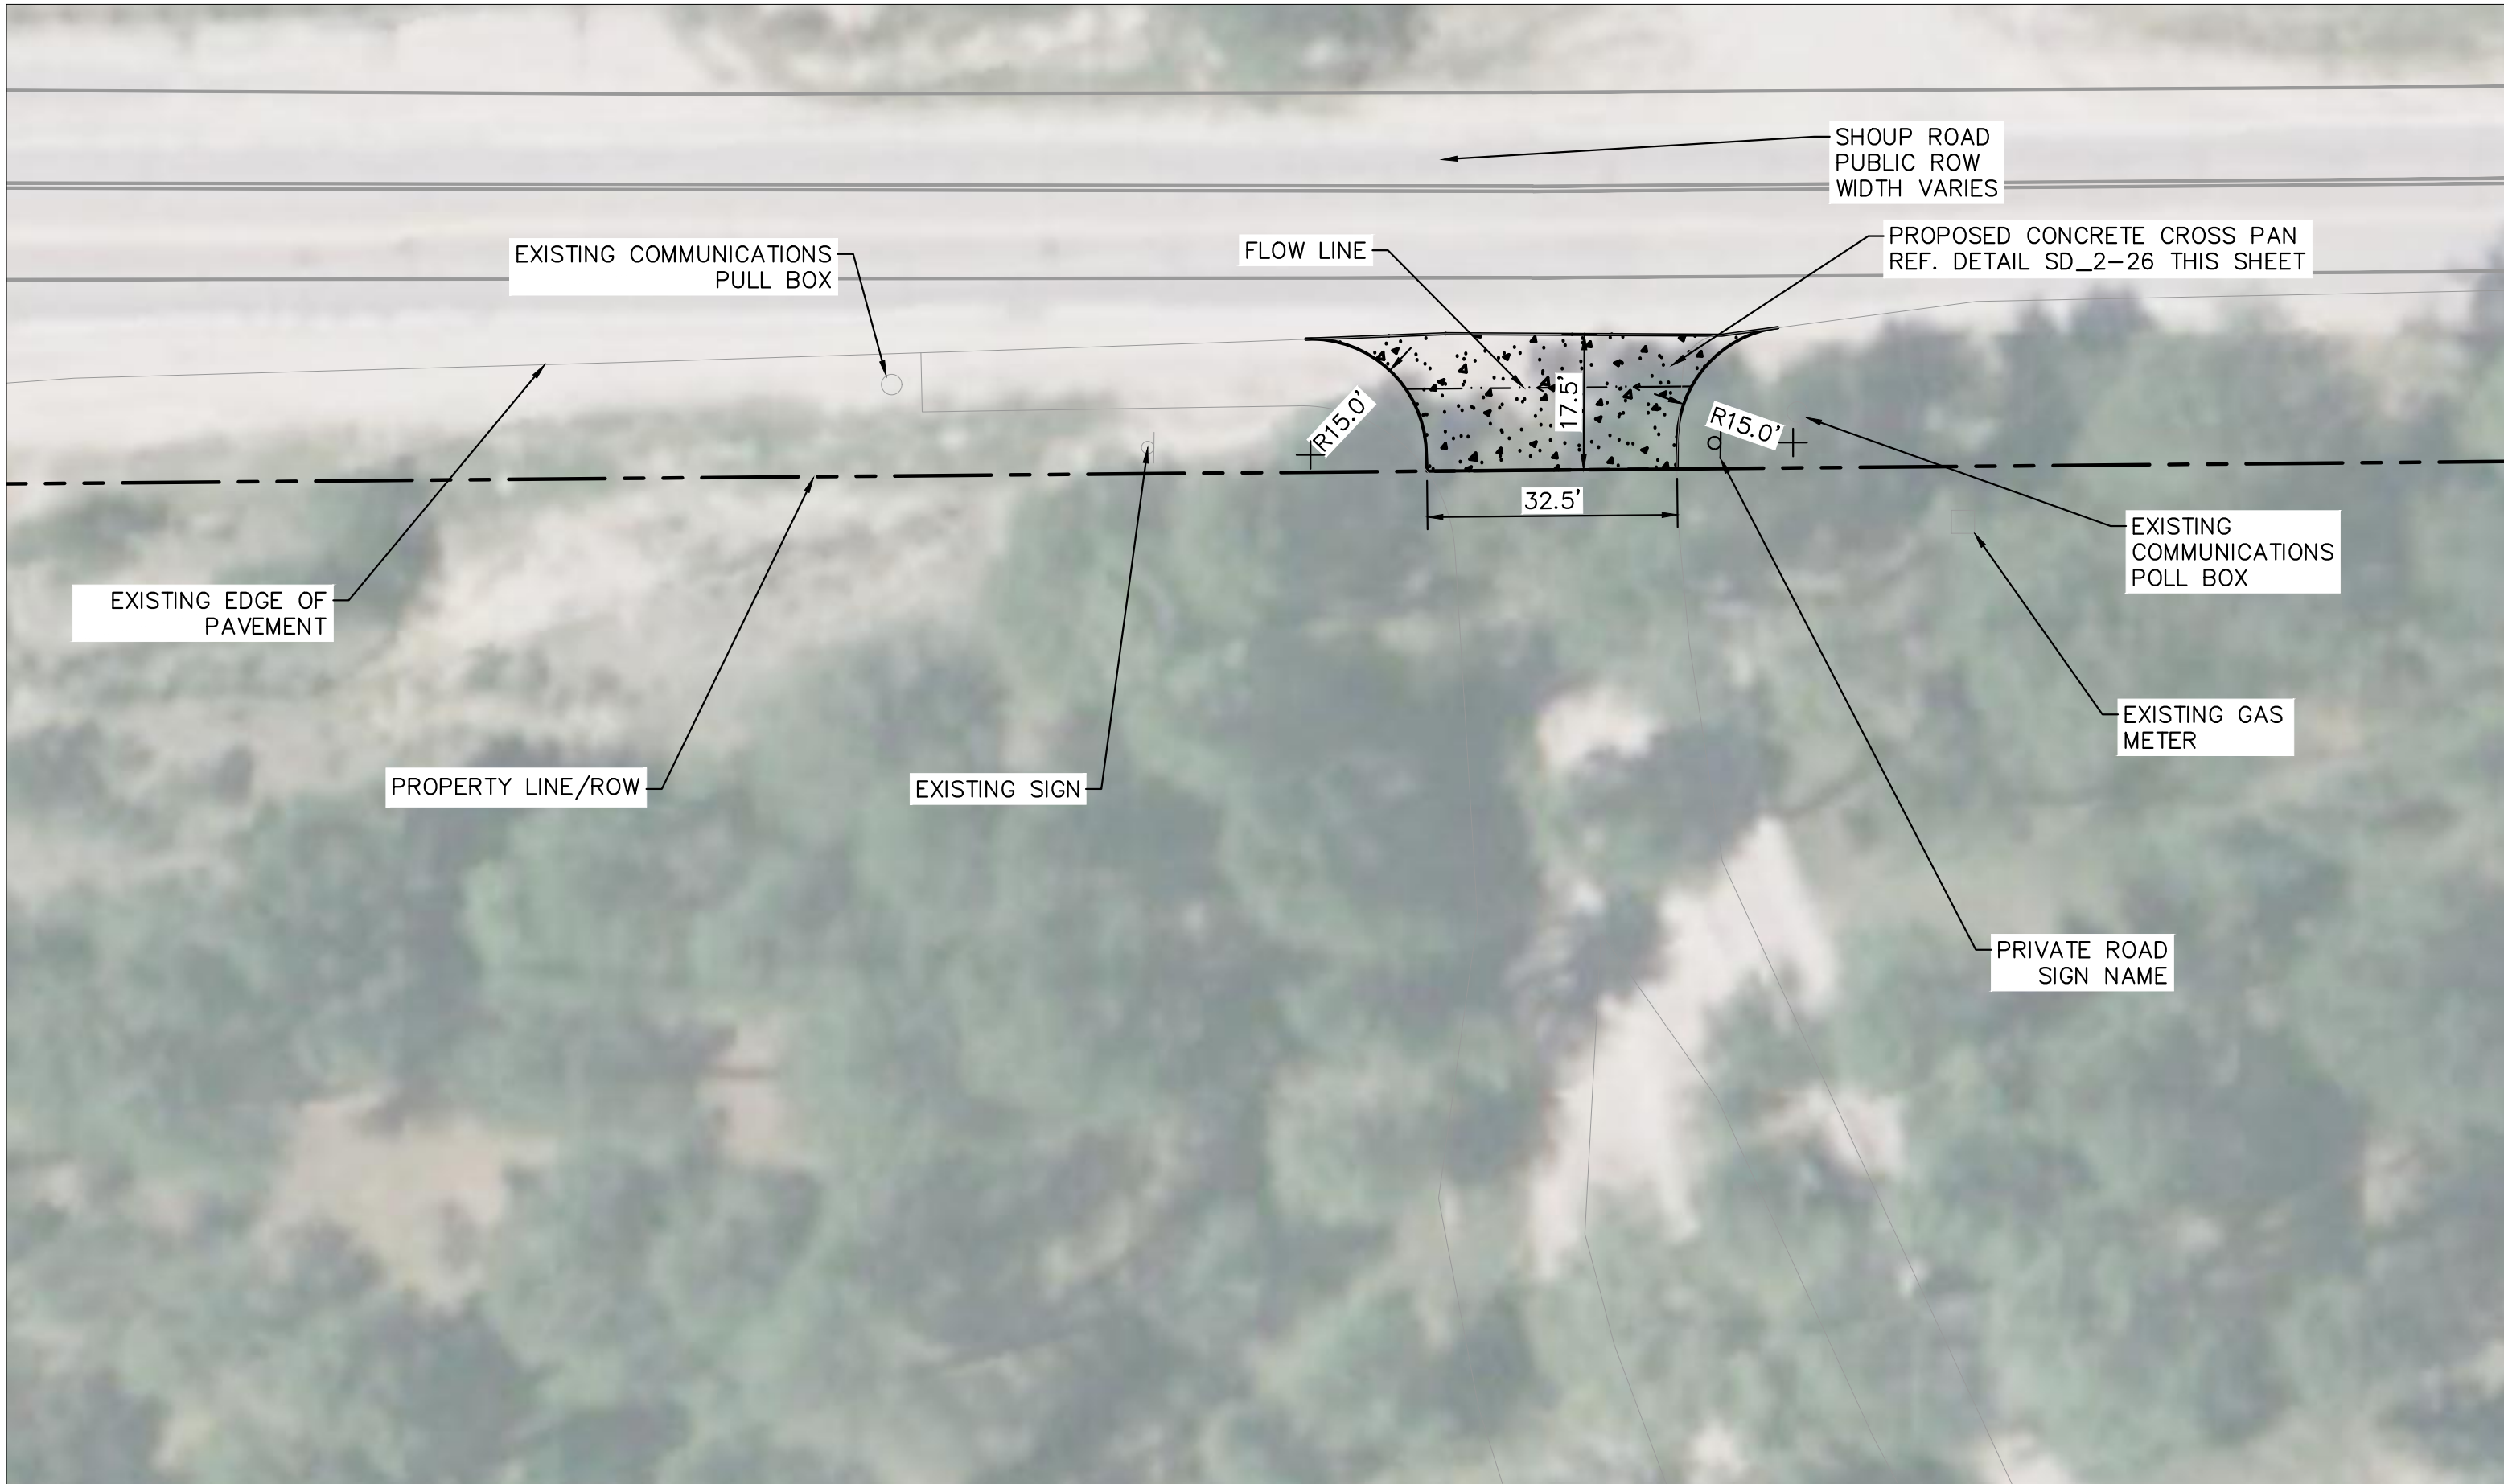 SHOUP ROAD
PUBLIC ROW
WIDTH VARIES
PROPOSED CONCRETE CROSS PAN
REF. DETAIL SD_2-26 THIS SHEET
FLOW LINE
EXISTING COMMUNICATIONS
PULL BOX
17.5'
R15.0'
R15.0'
32.5'
EXISTING
COMMUNICATIONS
POLL BOX
EXISTING EDGE OF
PAVEMENT
EXISTING GAS
METER
PROPERTY LINE/ROW
EXISTING SIGN
PRIVATE ROAD
SIGN NAME